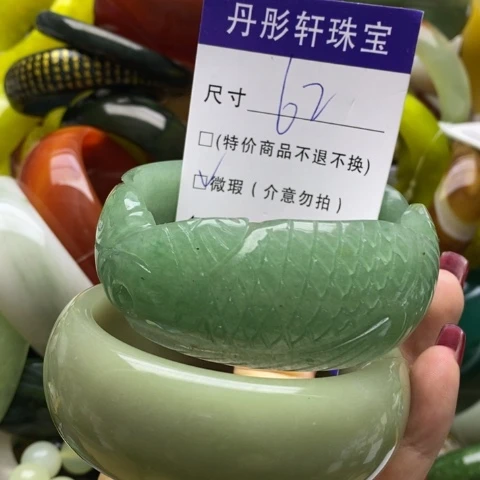 丹彤轩珠宝
尺寸 62
□(特价商品不退不换)
☑微瑕(介意勿拍)